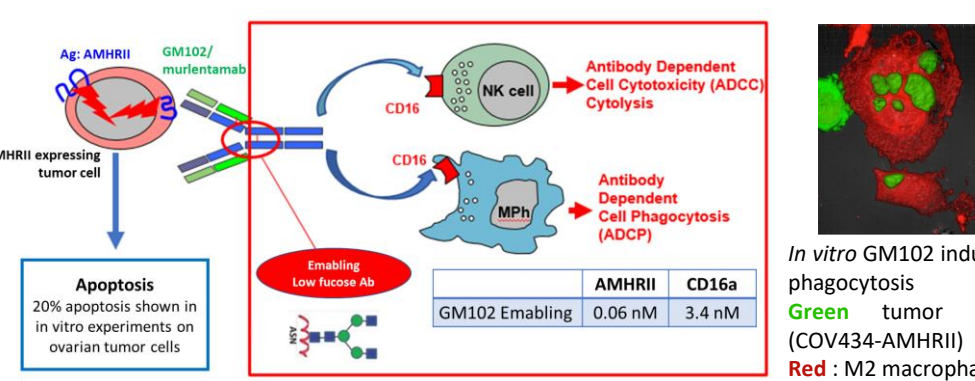 Ag: AMHRII
GM102/
murlentamab
MHRII expressing
tumor cell
Apoptosis
20% apoptosis shown in
in vitro experiments on
ovarian tumor cells
CD16
NK cell
Antibody Dependent
Cell Cytotoxicity (ADCC)
Cytolysis
CD16
MPh
Antibody
Dependent
Cell Phagocytosis
(ADCP)
Emabling
Low fucose Ab
ASN
AMHRII CD16a
GM102 Emabling 0.06 nM 3.4 nM
In vitro GM102 indu
phagocytosis
Green tumor
(COV434-AMHRII)
Red : M2 macropha